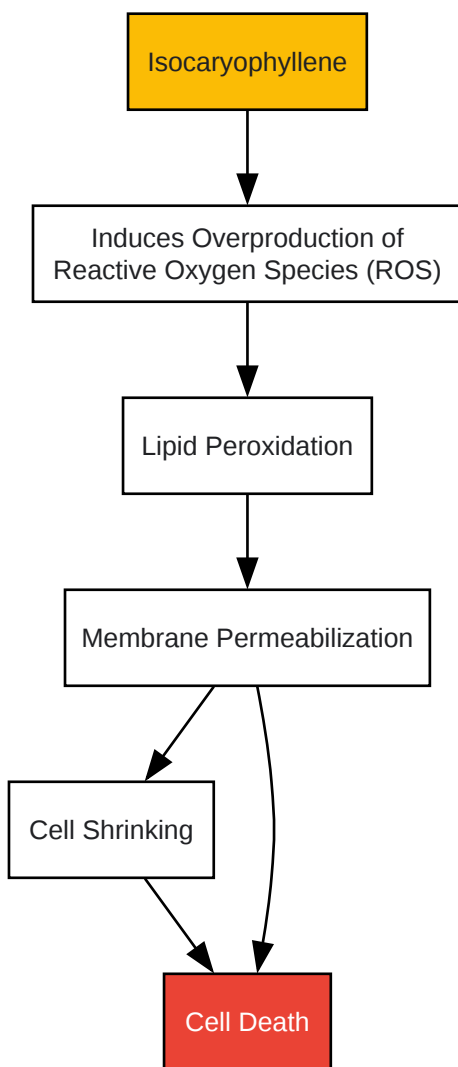 Isocaryophyllene
Induces Overproduction of
Reactive Oxygen Species (ROS)
Lipid Peroxidation
Membrane Permeabilization
Cell Shrinking
Cell Death